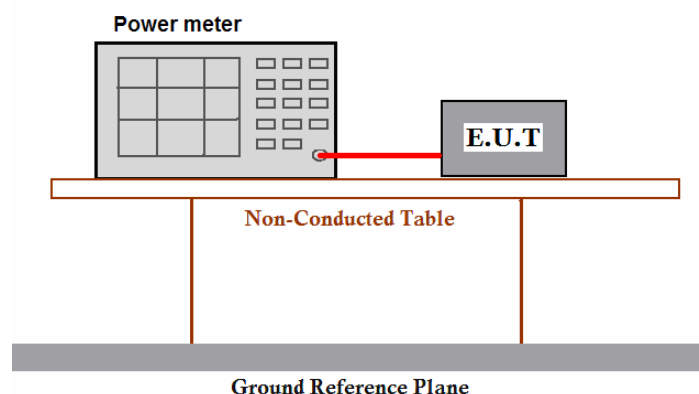 Power meter
E.U.T
Non-Conducted Table
Ground Reference Plane